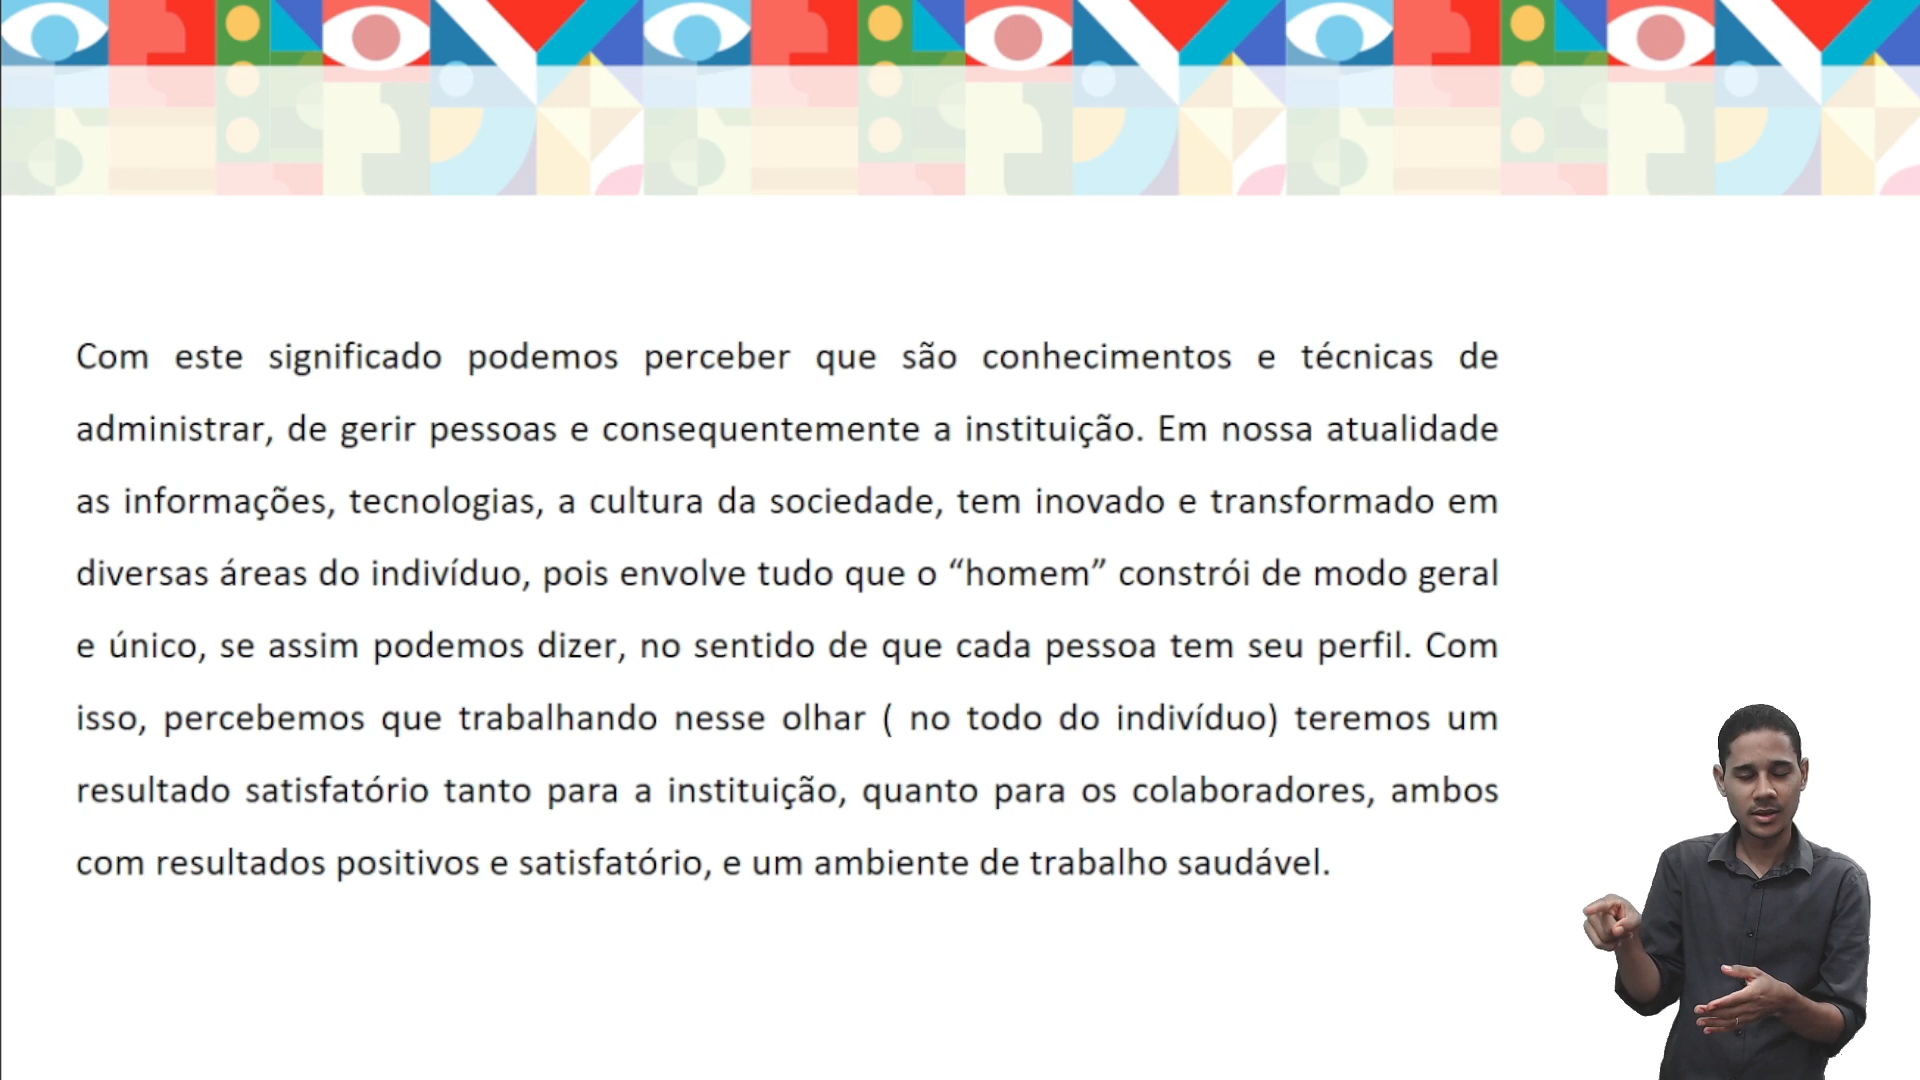 Com este significado podemos perceber que são conhecimentos e técnicas de
administrar, de gerir pessoas e consequentemente a instituição. Em nossa atualidade
as informações, tecnologias, a cultura da sociedade, tem inovado e transformado em
diversas áreas do indivíduo, pois envolve tudo que o “homem” constrói de modo geral
e único, se assim podemos dizer, no sentido de que cada pessoa tem seu perfil. Com
isso, percebemos que trabalhando nesse olhar ( no todo do indivíduo) teremos um
resultado satisfatório tanto para a instituição, quanto para os colaboradores, ambos
com resultados positivos e satisfatório, e um ambiente de trabalho saudável.